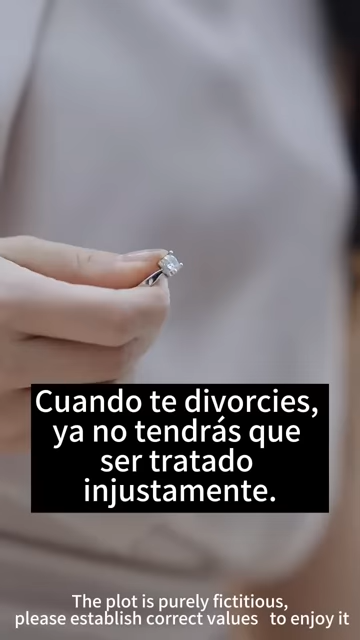 Cuando te divorcies,
ya no tendrás que
ser tratado
injustamente.
The plot is purely fictitious,
please establish correct values to enjoy it